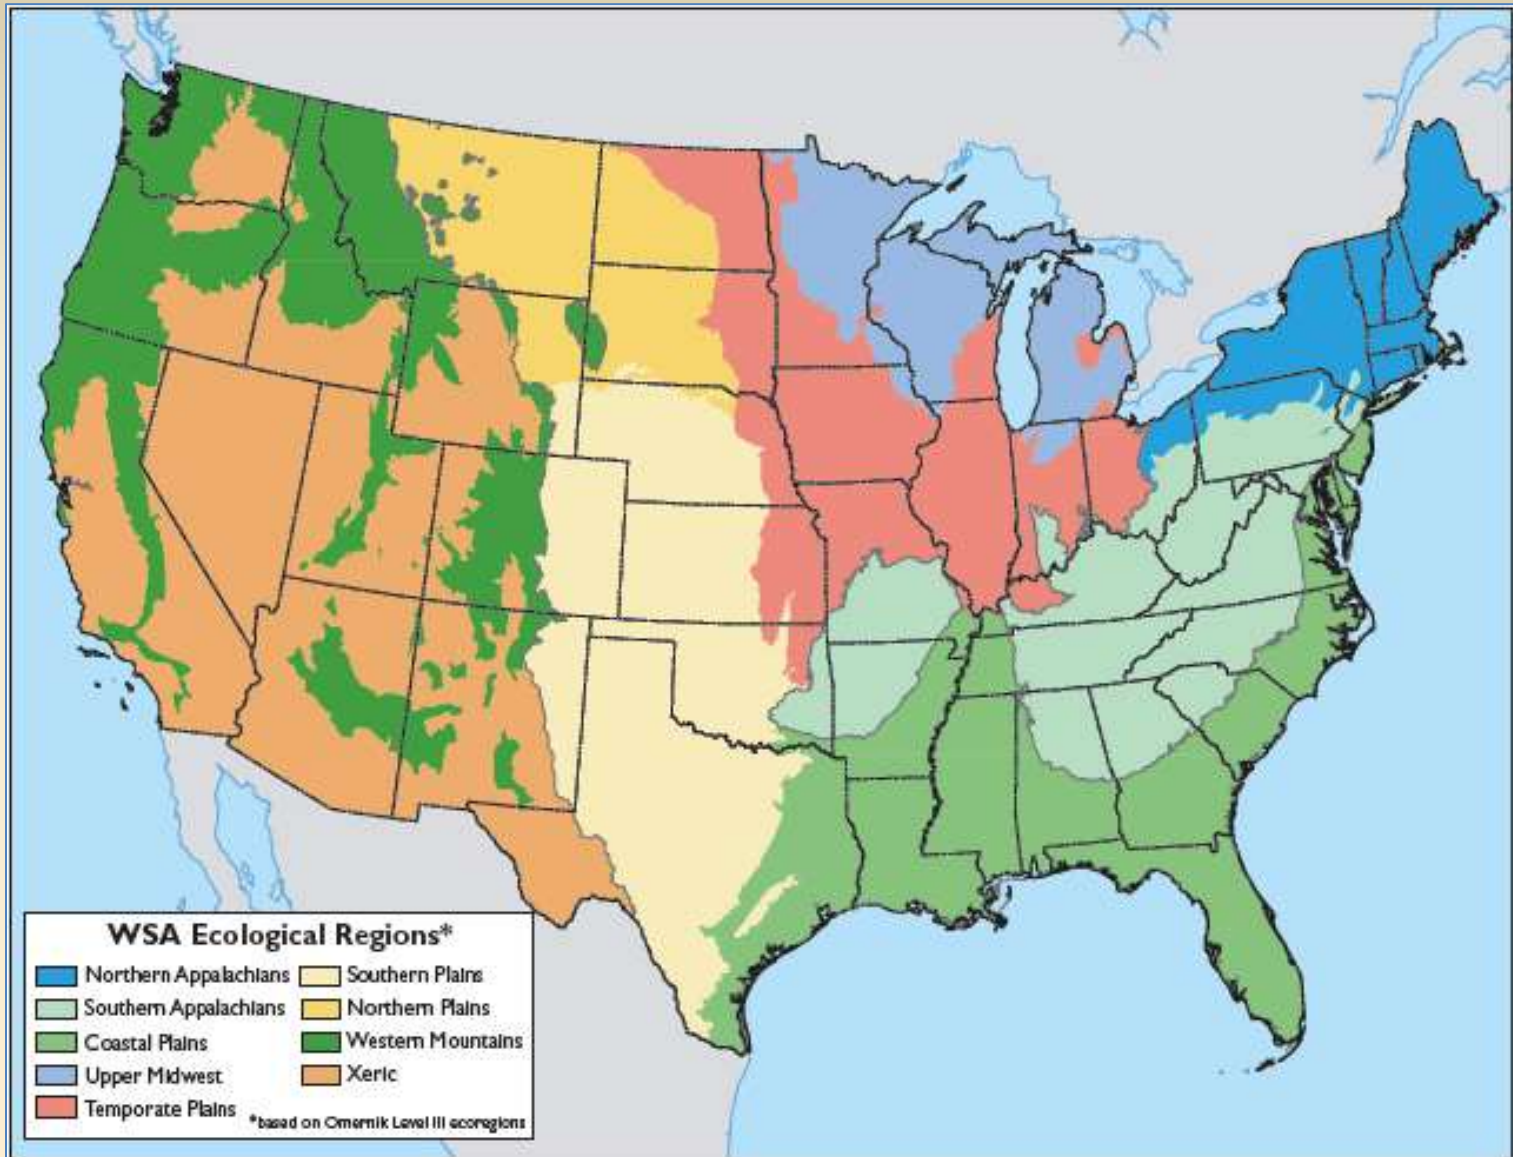 WSA Ecological Regions*
Northern Appalachians
Southern Appalachians
Coastal Plains
Upper Midwest
Temporate Plains
Southern Plains
Northern Plains
Western Mountains
Xeric
*based on Omernik Level III ecoregions